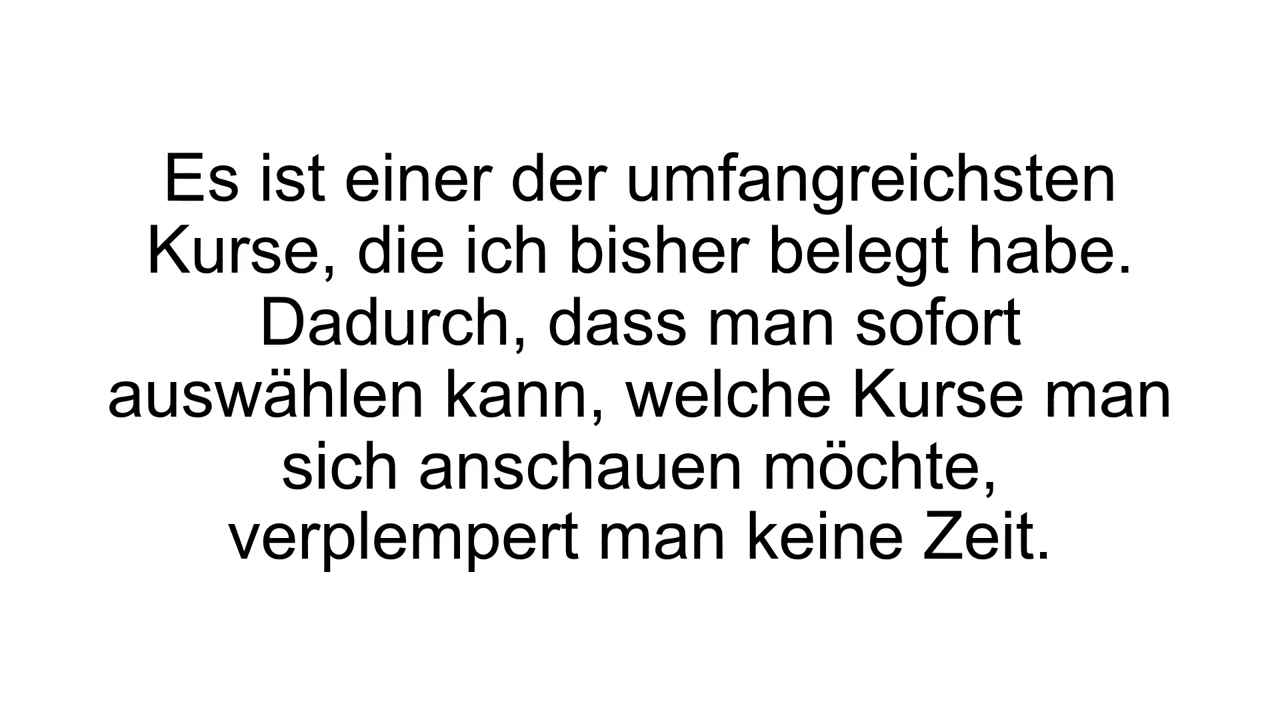 Es ist einer der umfangreichsten
Kurse, die ich bisher belegt habe.
Dadurch, dass man sofort
auswählen kann, welche Kurse man
sich anschauen möchte,
verplempert man keine Zeit.